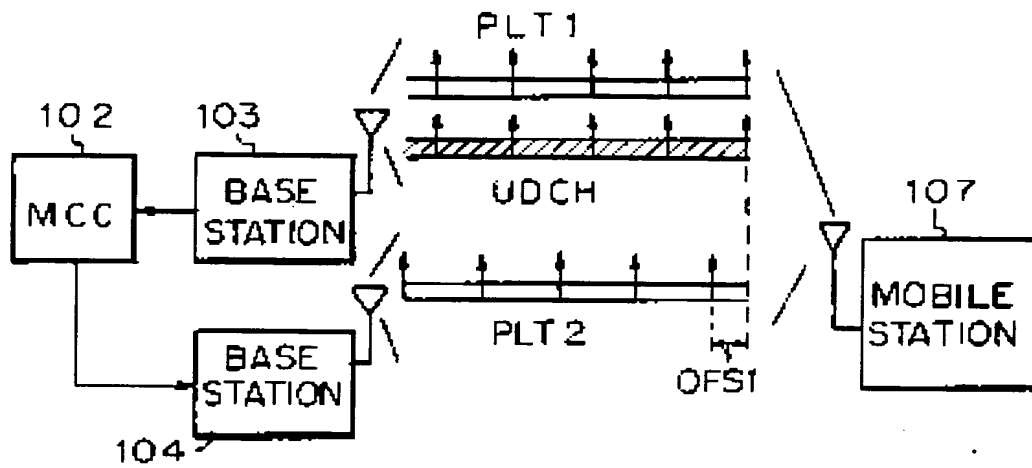 PLT1
102
103
MCC
BASE
STATION
UDCH
107
MOBILE
STATION
BASE
STATION
PLT2
OFS1
104